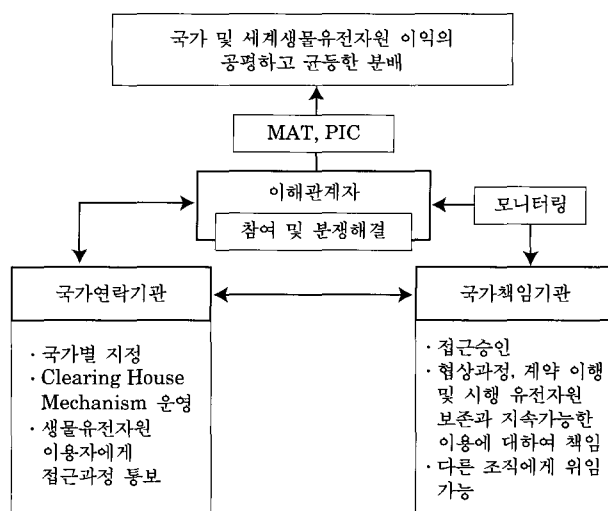 국가 및 세계생물유전자원 이익의
공평하고 균등한 분배
MAT, PIC
이해관계자
참여 및 분쟁해결
모니터링
국가연락기관
· 국가별 지정
· Clearing House
Mechanism 운영
· 생물유전자원
이용자에게
접근과정 통보
국가책임기관
· 접근승인
· 협상과정, 계약 이행
및 시행 유전자원
보존과 지속가능한
이용에 대하여 책임
· 다른 조직에게 위임
가능